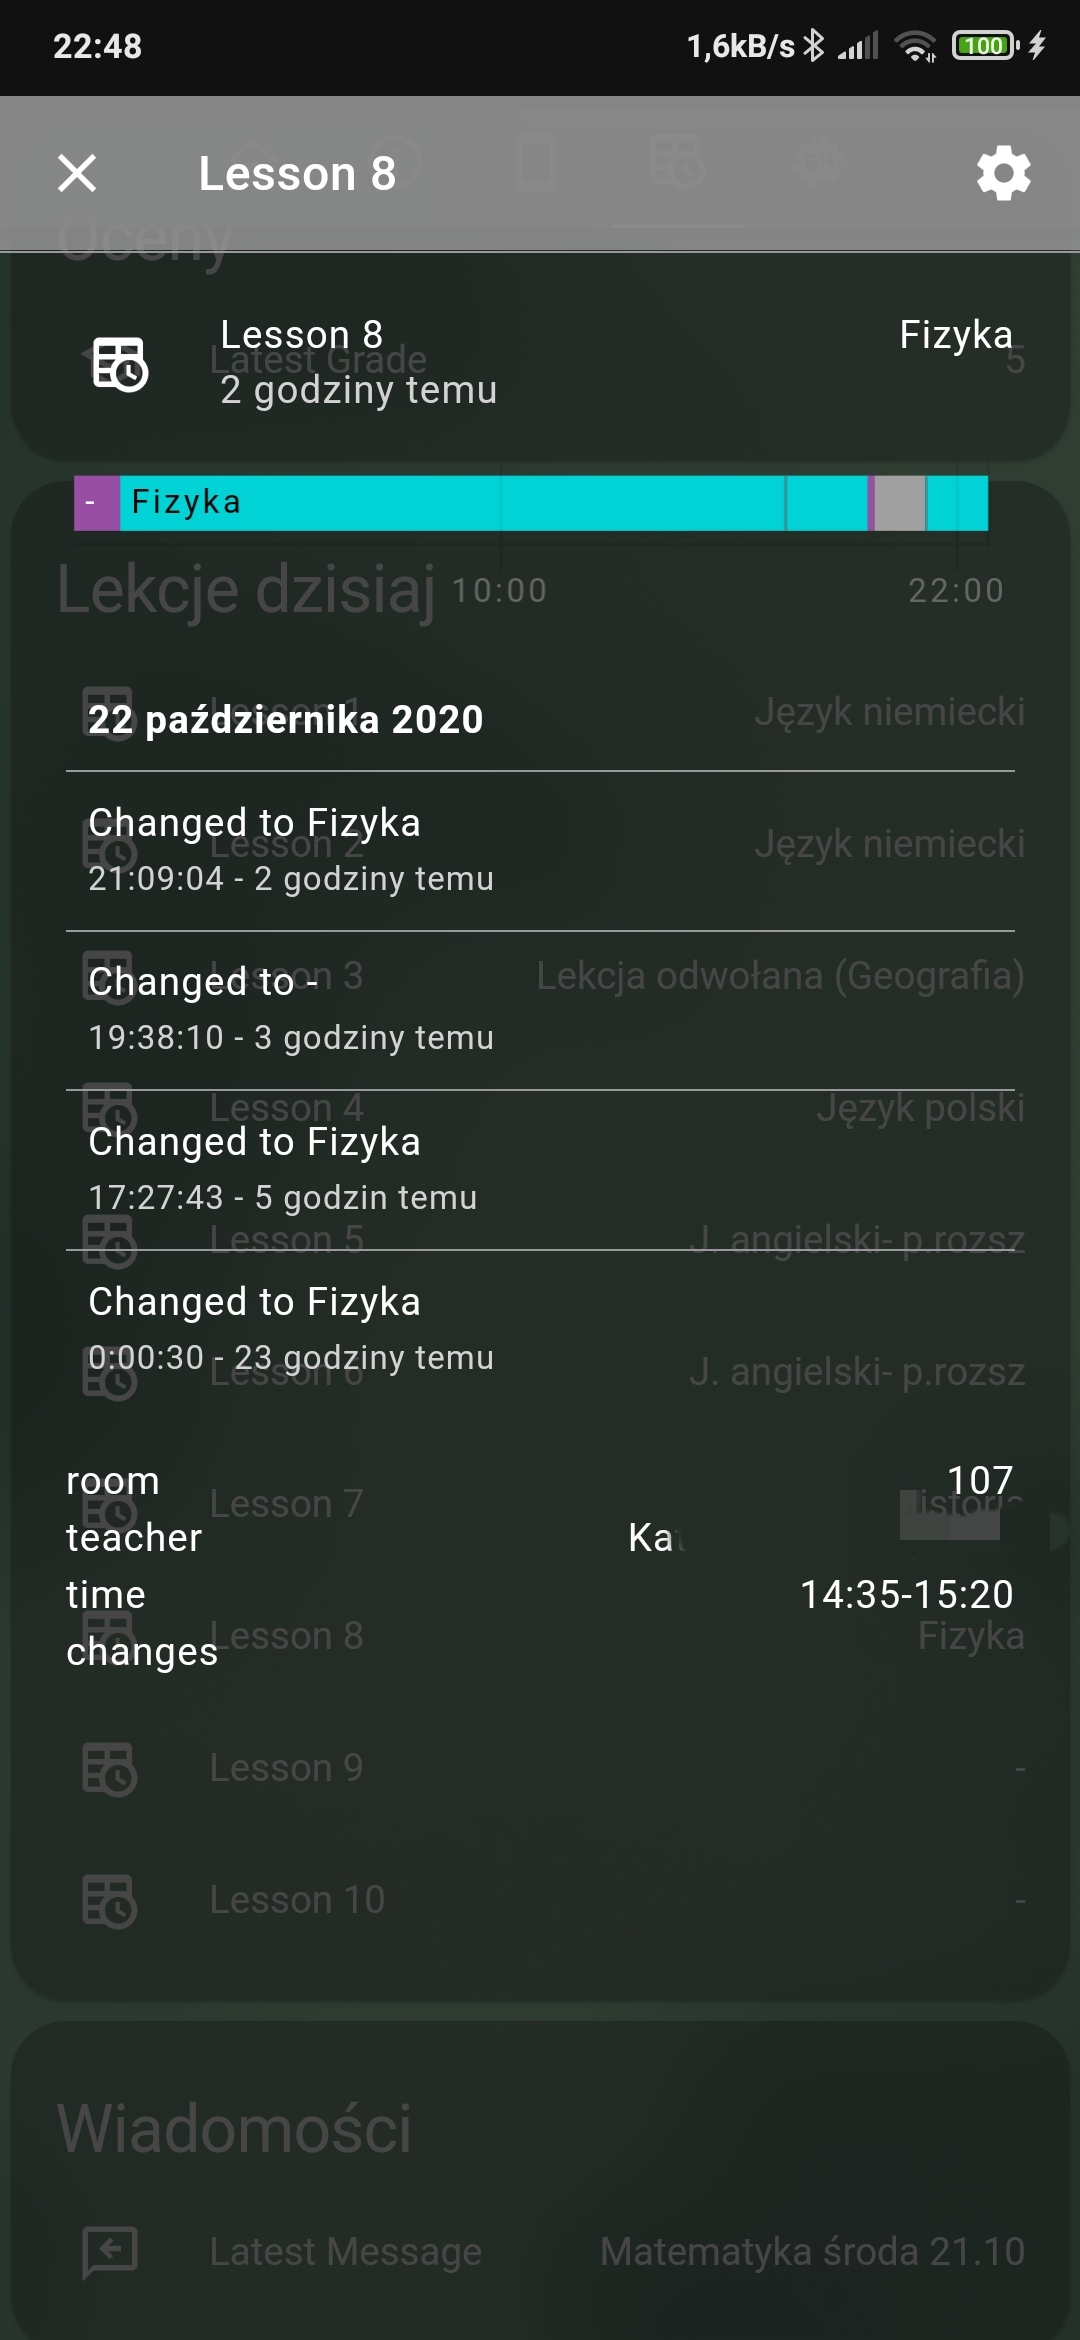 22:48
1,6kB/s
100
Lesson 8
Oceny
Lesson 8
Fizyka
Latest Grade
5
2 godziny temu
- Fizyka
Lekcje dzisiaj
10:00
22:00
Lesson 1
Język niemiecki
22 października 2020
Changed to Fizyka
Lesson 2
Język niemiecki
21:09:04 - 2 godziny temu
Changed to -
Lesson 3
Lekcja odwołana (Geografia)
19:38:10 - 3 godziny temu
Lesson 4
Język polski
Changed to Fizyka
17:27:43 - 5 godzin temu
Lesson 5
J. angielski- p.rozsz
Changed to Fizyka
0:00:30 - 23 godziny temu
Lesson 6
J. angielski- p.rozsz
room
107
Lesson 7
teacher
time
14:35-15:20
Lesson 8
Fizyka
changes
Lesson 9
-
Lesson 10
-
Wiadomości
Latest Message
Matematyka środa 21.10